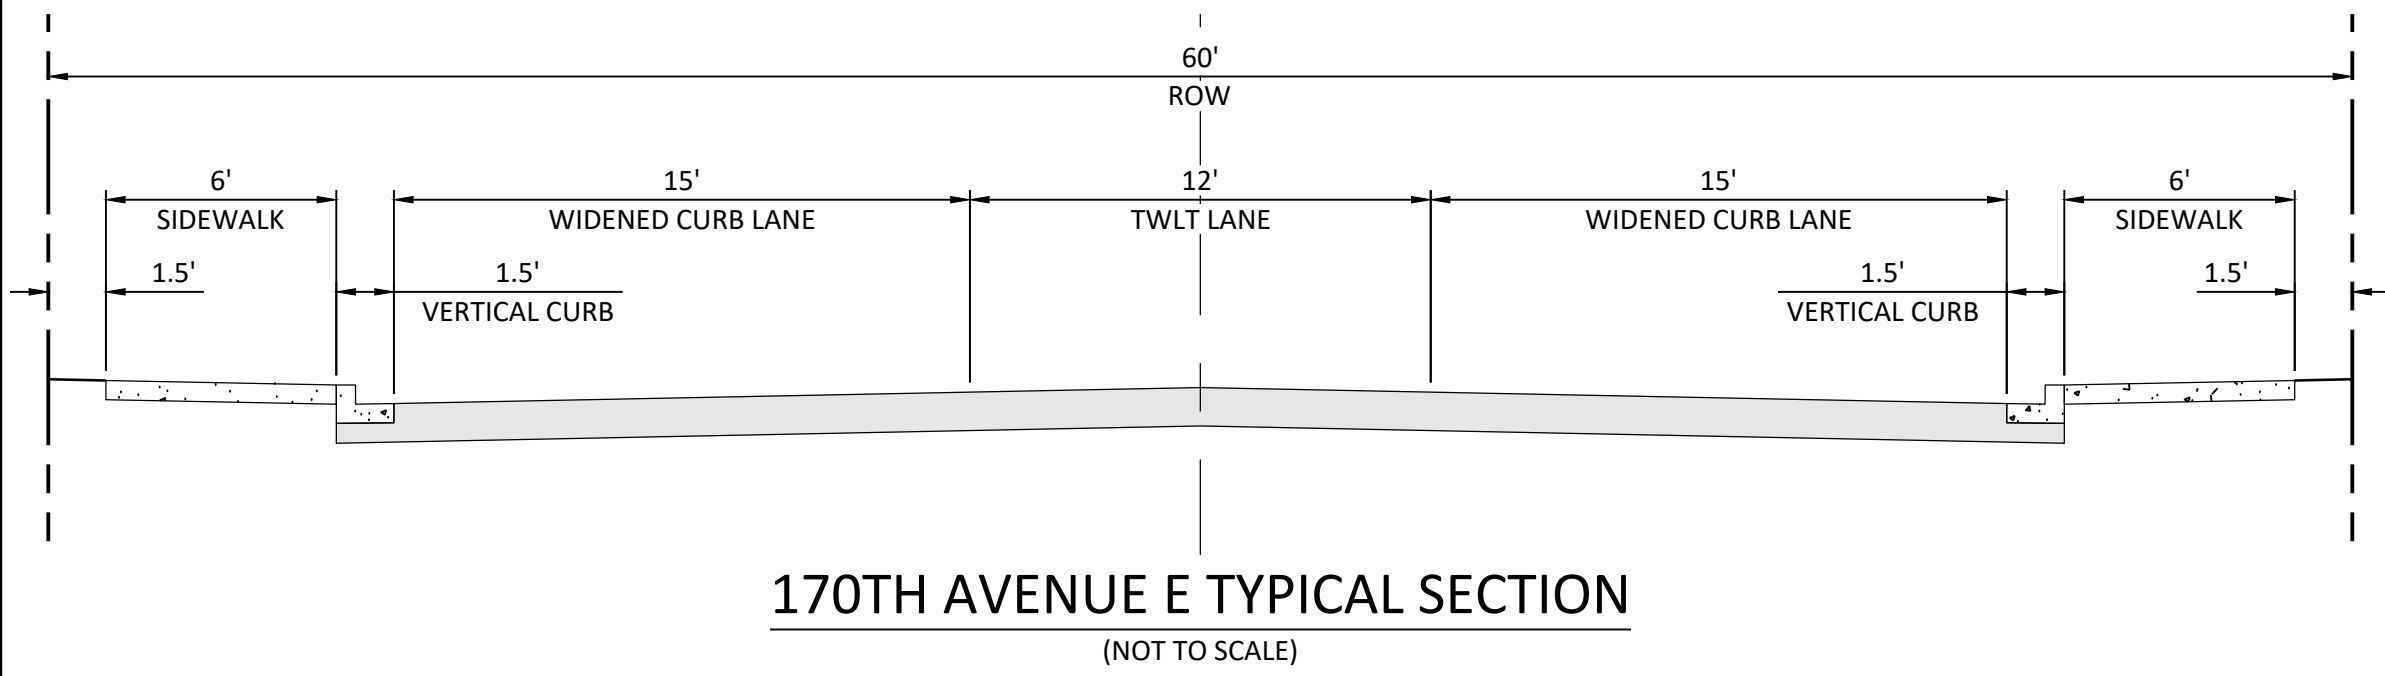 60'
ROW
6'
SIDEWALK
15'
WIDENED CURB LANE
12'
TWLT LANE
15'
WIDENED CURB LANE
6'
SIDEWALK
1.5'
1.5'
VERTICAL CURB
1.5'
VERTICAL CURB
1.5'
170TH AVENUE E TYPICAL SECTION
(NOT TO SCALE)